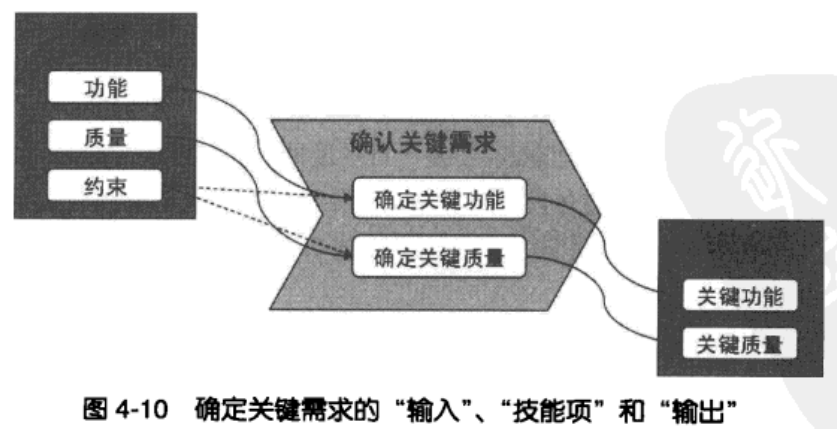 功能
质量
约束
确认关键需求
确定关键功能
确定关键质量
关键功能
关键质量
图 4-10 确定关键需求的“输入”、“技能项”和“输出”